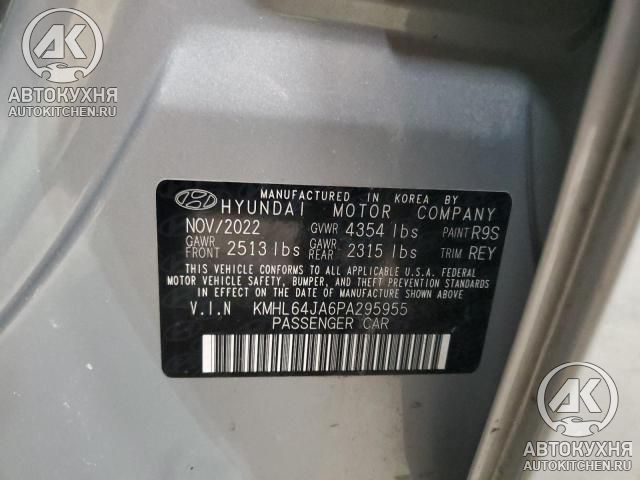 АВТОКУХНЯ
AUTOKITCHEN.RU
MANUFACTURED IN KOREA BY
HYUNDAI MOTOR COMPANY
NOV/2022 GVWR 4354 lbs PAINT R9S
GAWR FRONT 2513 lbs GAWR REAR 2315 lbs TRIM REY
THIS VEHICLE CONFORMS TO ALL APPLICABLE U.S.A. FEDERAL
MOTOR VEHICLE SAFETY, BUMPER, AND THEFT PREVENTION STANDARDS
IN EFFECT ON THE DATE OF MANUFACTURE SHOWN ABOVE.
V.I.N KMHL64JA6PA295955
PASSENGER CAR
АК
АВТОКУХНЯ
AUTOKITCHEN.RU